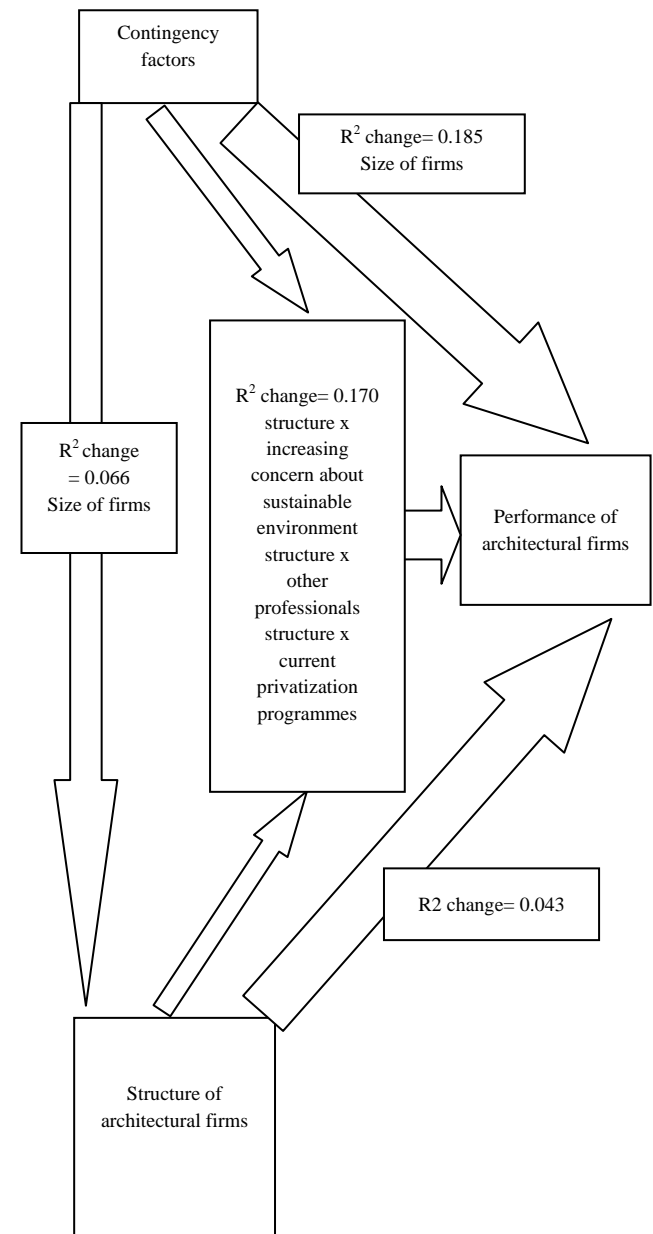 Contingency
factors
R² change= 0.185
Size of firms
R² change= 0.170
structure x
increasing
concern about
sustainable
environment
structure x
other
professionals
structure x
current
privatization
programmes
R² change
= 0.066
Size of firms
Performance of
architectural firms
R2 change= 0.043
Structure of
architectural firms